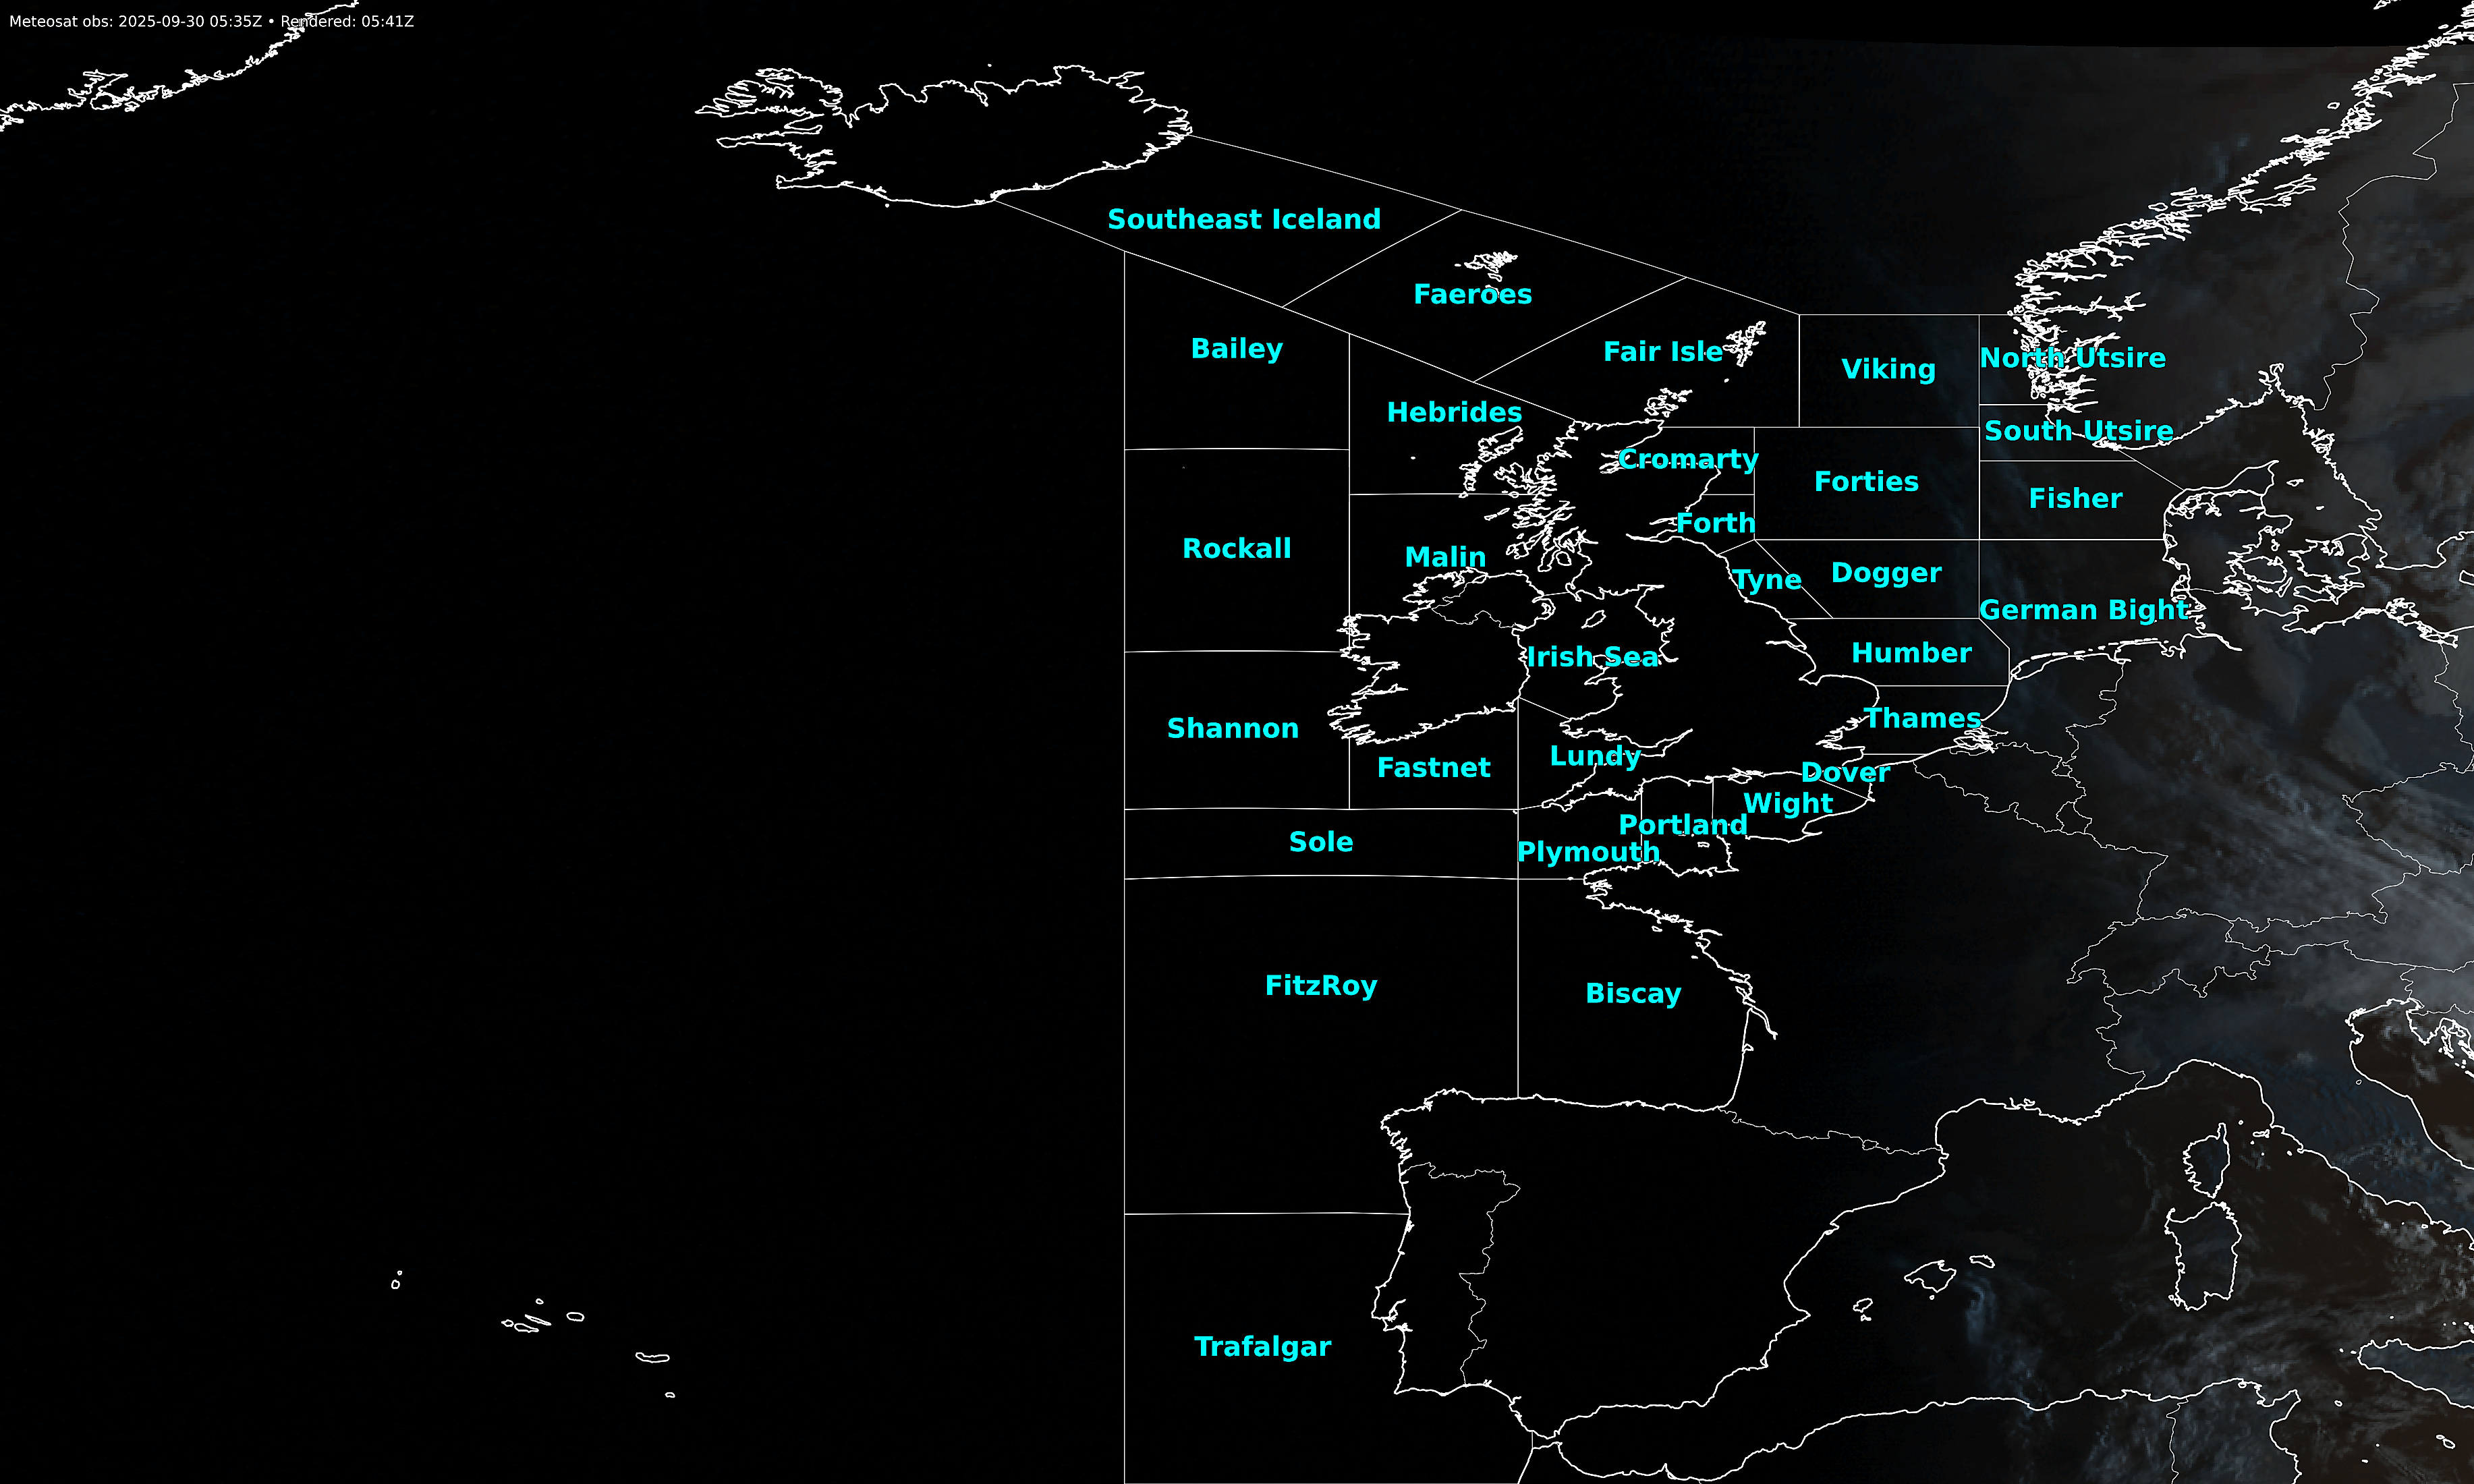 Meteosat obs: 2025-09-30 05:35Z • Rendered: 05:41Z
Southeast Iceland
Faeroes
Bailey
Fair Isle
Viking
North Utsire
Hebrides
South Utsire
Cromarty
Forties
Fisher
Forth
Rockall
Malin
Tyne
Dogger
German Bight
Irish Sea
Humber
Shannon
Thames
Fastnet
Lundy
Dover
Wight
Portland
Sole
Plymouth
FitzRoy
Biscay
Trafalgar